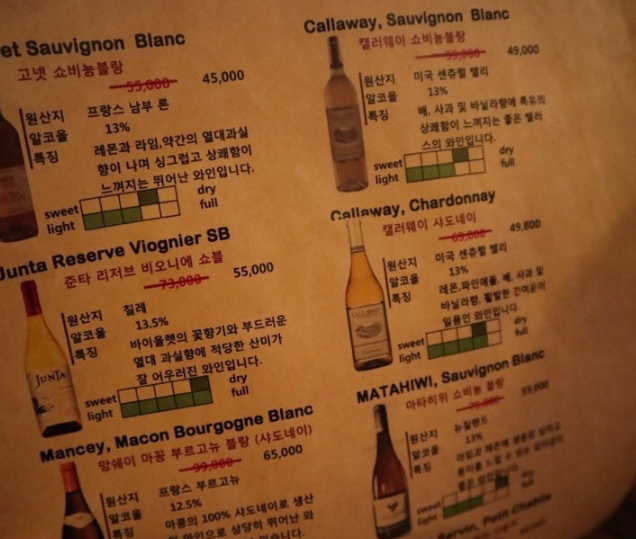 et Sauvignon Blanc
고넷 쇼비뇽블랑
55,000 45,000
원산지 프랑스 남부 론
알코올 13%
특징 레몬과 라임,약간의 열대과실
향이 나며 싱그럽고 상쾌함이
느껴지는 뛰어난 와인입니다.
sweet dry
light full
Junta Reserve Viognier SB
준타 리저브 비오니에 쇼블
73,000 55,000
원산지 칠레
알코올 13.5%
특징 바이올렛의 꽃향기와 부드러운
열대 과실향에 적당한 산미가
잘 어우러진 와인입니다.
JUNTA
sweet dry
light full
Mancey, Macon Bourgogne Blanc
망쉐이 마꽁 부르고뉴 블랑 (샤도네이)
99,000 65,000
원산지 프랑스 부르고뉴
알코올 12.5%
특징 마콩의 100% 샤도네이로 생산
와인으로 상당히 뛰어난 와
Callaway, Sauvignon Blanc
캘러웨이 쇼비뇽블랑
49,000
원산지 미국 센츄럴 밸리
알코올 13%
특징 배, 사과 및 바닐라향에 특유의
상쾌함이 느껴지는 좋은 밸러
스의 와인입니다.
sweet dry
light full
Callaway, Chardonnay
캘러웨이 샤도네이
69,000 49,800
원산지 미국 센츄럴 밸리
알코올 13%
특징 레몬,파인애플, 배, 사과 및
바닐라향, 활발한 긴여운이
일품인 와인입니다.
sweet dry
light full
MATAHIWI, Sauvignon Blanc
마타히위 쇼비뇽 블랑
원산지 뉴질랜드
알코올 13%
특징
sweet dry
light full
Servin, Petit Chablis